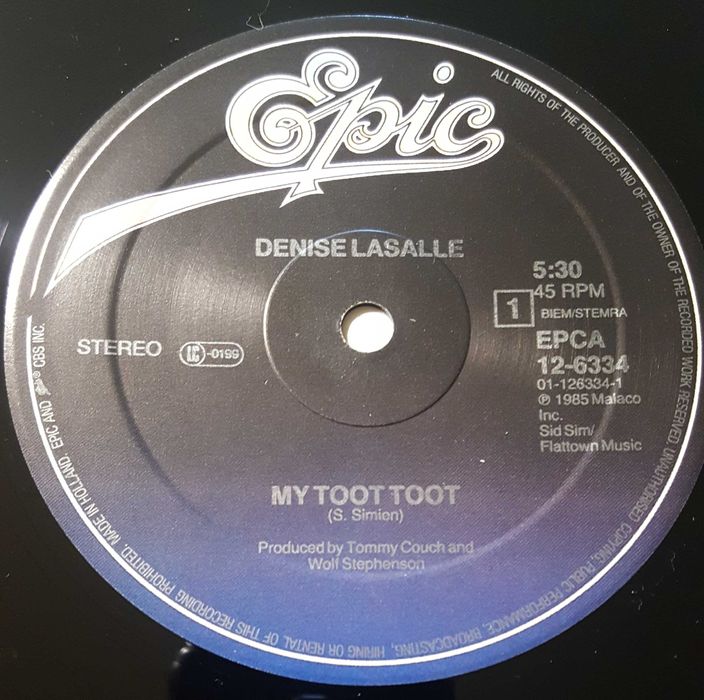 Epic
DENISE LASALLE
5:30
45 RPM
1
BIEM/STEMRA
STEREO
LC-0199
EPCA
12-6334
01-126334-1
℗ 1985 Malaco
Inc.
Sid Sim/
Flattown Music
MY TOOT TOOT
(S. Simien)
Produced by Tommy Couch and
Wolf Stephenson
ALL RIGHTS OF THE PRODUCER AND OF THE OWNER OF THE RECORDED WORK RESERVED. UNAUTHORISED COPYING, PUBLIC PERFORMANCE, BROADCASTING, HIRING OR RENTAL OF THIS RECORDING PROHIBITED. MADE IN HOLLAND. EPIC AND ® CBS INC.